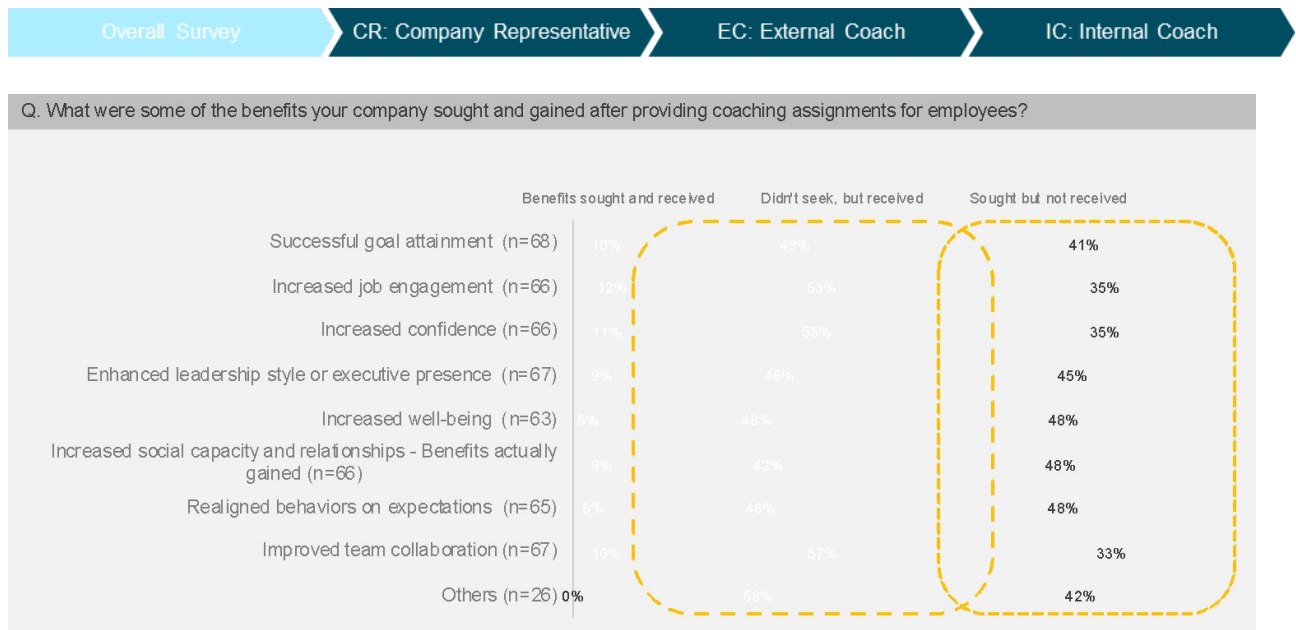 Overall Survey
CR: Company Representative
EC: External Coach
IC: Internal Coach
Q. What were some of the benefits your company sought and gained after providing coaching assignments for employees?
Benefits sought and received
Didn't seek, but received
Sought but not received
Successful goal attainment (n=68) 10% 49% 41%
Increased job engagement (n=66) 12% 53% 35%
Increased confidence (n=66) 11% 55% 35%
Enhanced leadership style or executive presence (n=67) 9% 46% 45%
Increased well-being (n=63) 5% 48% 48%
Increased social capacity and relationships - Benefits actually
gained (n=66) 9% 42% 48%
Realigned behaviors on expectations (n=65) 6% 46% 48%
Improved team collaboration (n=67) 10% 57% 33%
Others (n=26) 0% 58% 42%